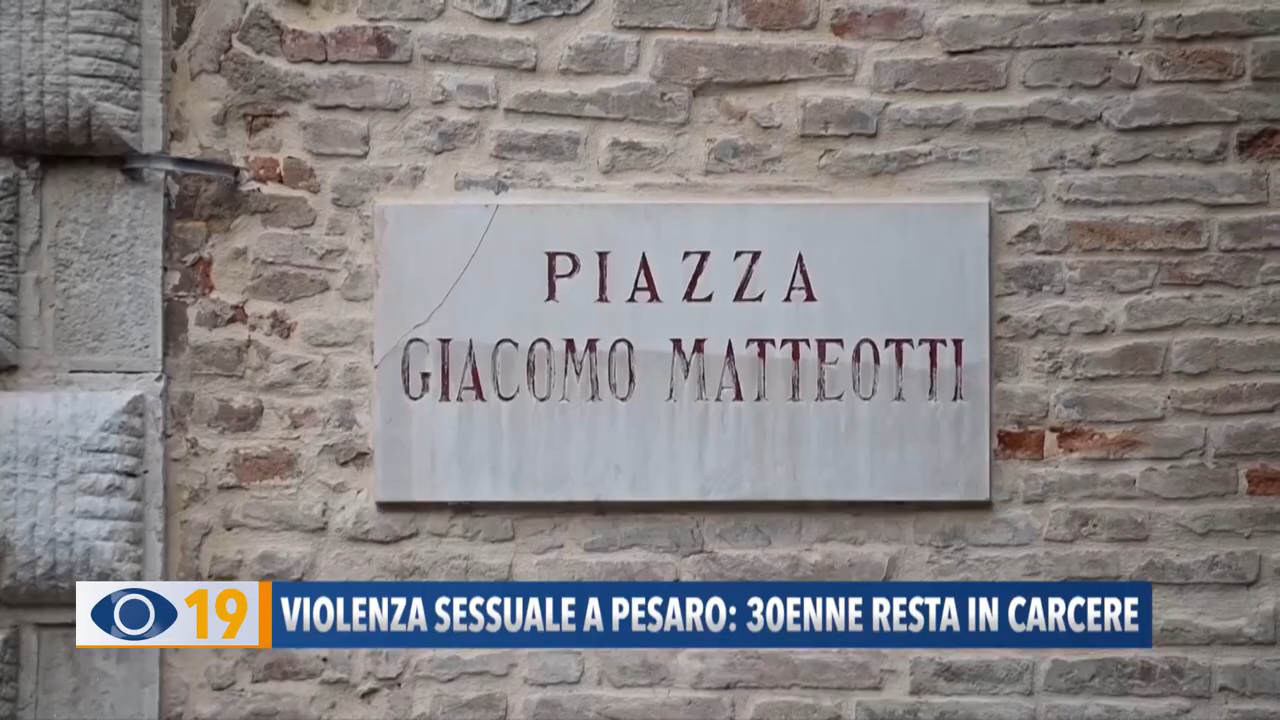 PIAZZA
GIACOMO MATTEOTTI
19
VIOLENZA SESSUALE A PESARO: 30ENNE RESTA IN CARCERE